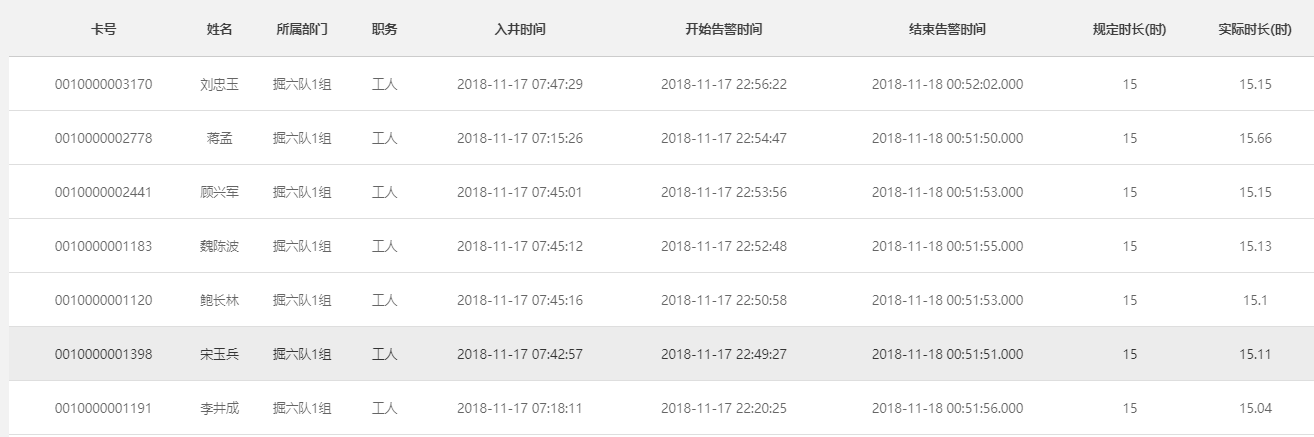 卡号 姓名 所属部门 职务 入井时间 开始告警时间 结束告警时间 规定时长(时) 实际时长(时)
0010000003170 刘忠玉 掘六队1组 工人 2018-11-17 07:47:29 2018-11-17 22:56:22 2018-11-18 00:52:02.000 15 15.15
0010000002778 蒋孟 掘六队1组 工人 2018-11-17 07:15:26 2018-11-17 22:54:47 2018-11-18 00:51:50.000 15 15.66
0010000002441 顾兴军 掘六队1组 工人 2018-11-17 07:45:01 2018-11-17 22:53:56 2018-11-18 00:51:53.000 15 15.15
0010000001183 魏陈波 掘六队1组 工人 2018-11-17 07:45:12 2018-11-17 22:52:48 2018-11-18 00:51:55.000 15 15.13
0010000001120 鲍长林 掘六队1组 工人 2018-11-17 07:45:16 2018-11-17 22:50:58 2018-11-18 00:51:53.000 15 15.1
0010000001398 宋玉兵 掘六队1组 工人 2018-11-17 07:42:57 2018-11-17 22:49:27 2018-11-18 00:51:51.000 15 15.11
0010000001191 李井成 掘六队1组 工人 2018-11-17 07:18:11 2018-11-17 22:20:25 2018-11-18 00:51:56.000 15 15.04